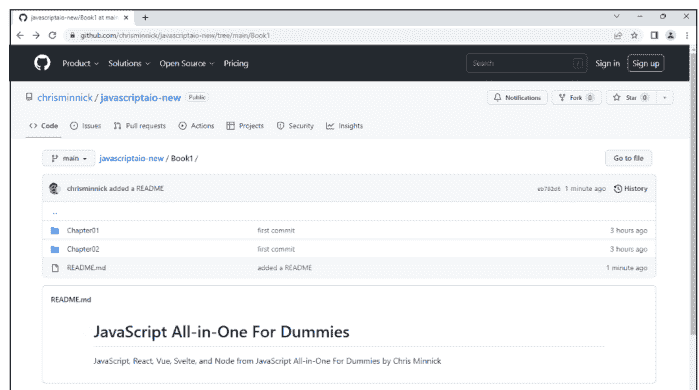 javascriptaio-new/Book1 at main
github.com/chrisminnick/javascriptaio-new/tree/main/Book1
Product Solutions Open Source Pricing Search / Sign in Sign up
chrisminnick / javascriptaio-new Public Notifications Fork 0 Star 0
<> Code Issues Pull requests Actions Projects Security Insights
main javascriptaio-new / Book1 / Go to file
chrisminnick added a README 1 minute ago History
..
Chapter01 first commit 3 hours ago
Chapter02 first commit 3 hours ago
README.md added a README 1 minute ago
README.md
JavaScript All-in-One For Dummies
JavaScript, React, Vue, Svelte, and Node from JavaScript All-in-One For Dummies by Chris Minnick